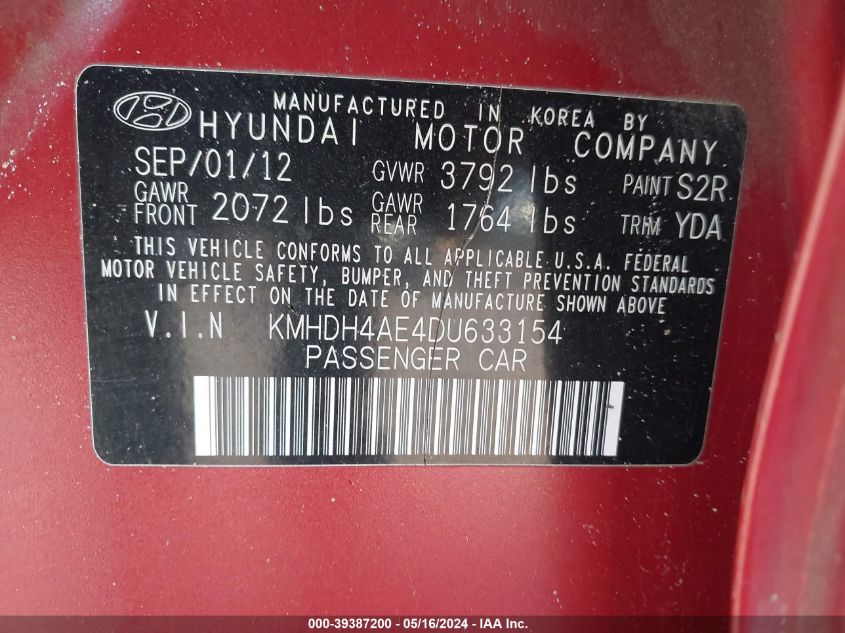 MANUFACTURED IN KOREA BY
HYUNDAI MOTOR COMPANY
SEP/01/12 GVWR 3792 lbs PAINT S2R
GAWR FRONT 2072 lbs GAWR REAR 1764 lbs TRIM YDA
THIS VEHICLE CONFORMS TO ALL APPLICABLE U.S.A. FEDERAL
MOTOR VEHICLE SAFETY, BUMPER, AND THEFT PREVENTION STANDARDS
IN EFFECT ON THE DATE OF MANUFACTURE SHOWN ABOVE
V.I.N KMHDH4AE4DU633154
PASSENGER CAR
000-39387200 - 05/16/2024 - IAA Inc.